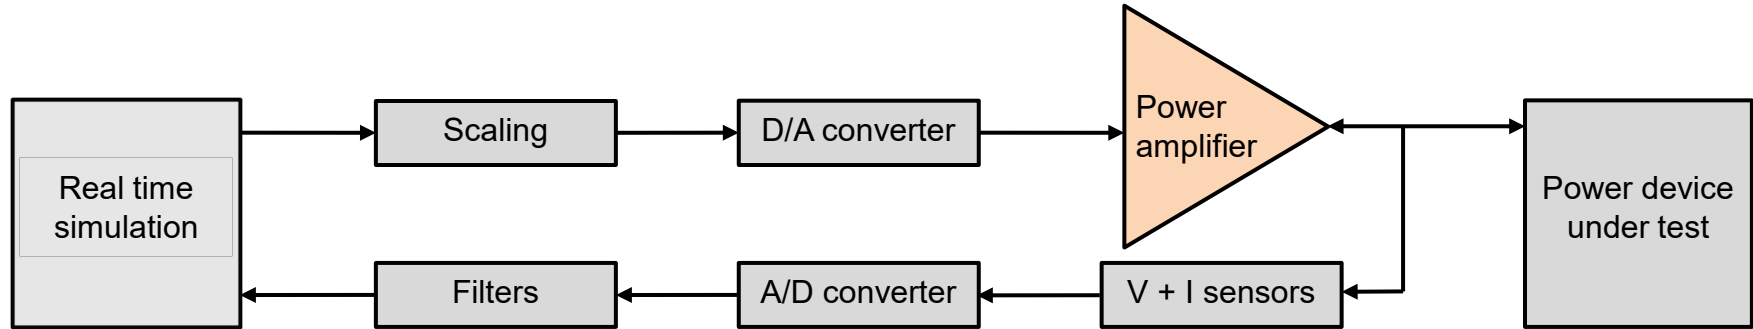 Real time
simulation
Scaling
D/A converter
Power
amplifier
Power device
under test
Filters
A/D converter
V + I sensors